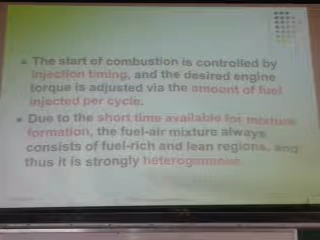 The start of combustion is controlled by
injection timing, and the desired engine
torque is adjusted via the amount of fuel
injected per cycle.
Due to the short time available for mixture
formation, the fuel-air mixture always
consists of fuel-rich and lean regions, and
thus it is strongly heterogeneous.